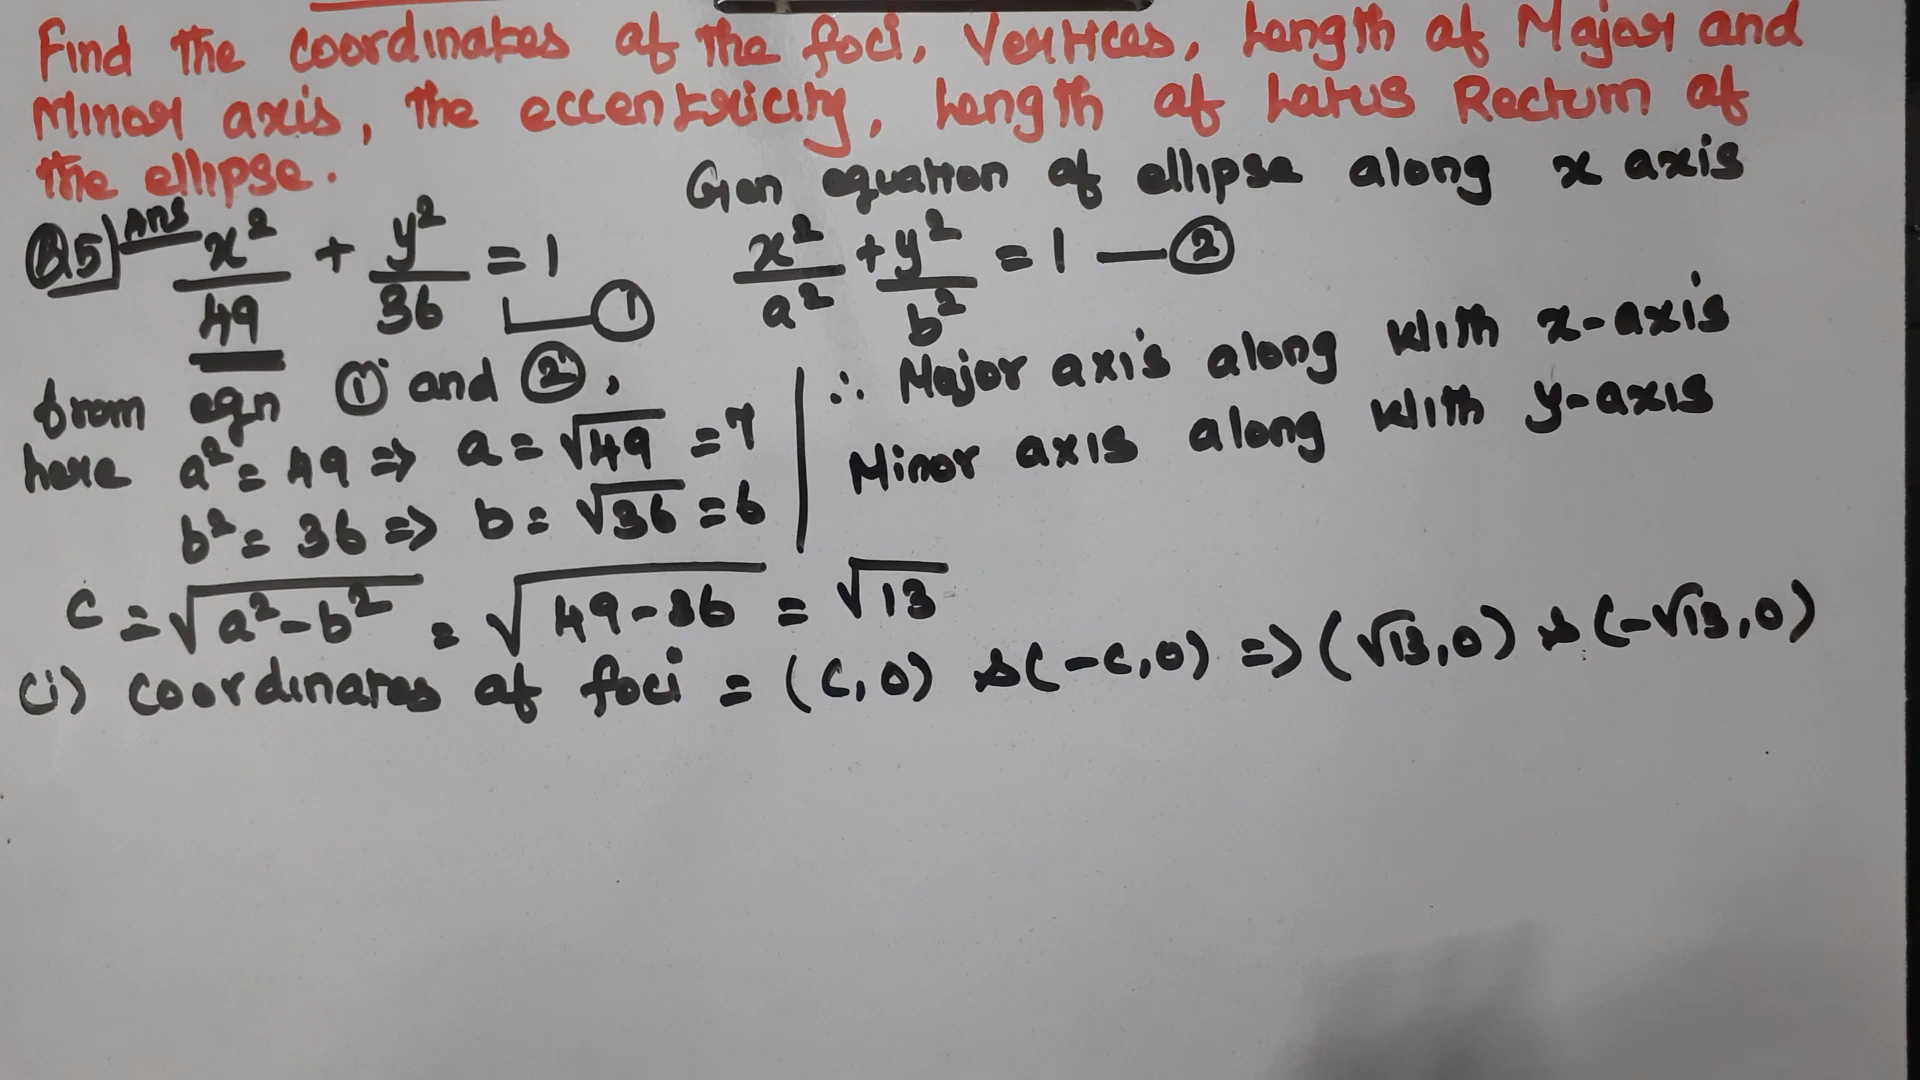 Find the coordinates of the foci, Vertices, Length of Major and
Minor axis, the eccentricity, Length of Latus Rectum of
the ellipse.
Gen equation of ellipse along x axis
Q.5) Ans x²/49 + y²/36 = 1 — ①
x²/a² + y²/b² = 1 — ②
from eqn ① and ②,
∴ Major axis along with x-axis
here a² = 49 => a = √49 = 7
Minor axis along with y-axis
b² = 36 => b = √36 = 6
c = √a²-b² = √49-36 = √13
(i) coordinates of foci = (c, 0) & (-c, 0) => (√13, 0) & (-√13, 0)